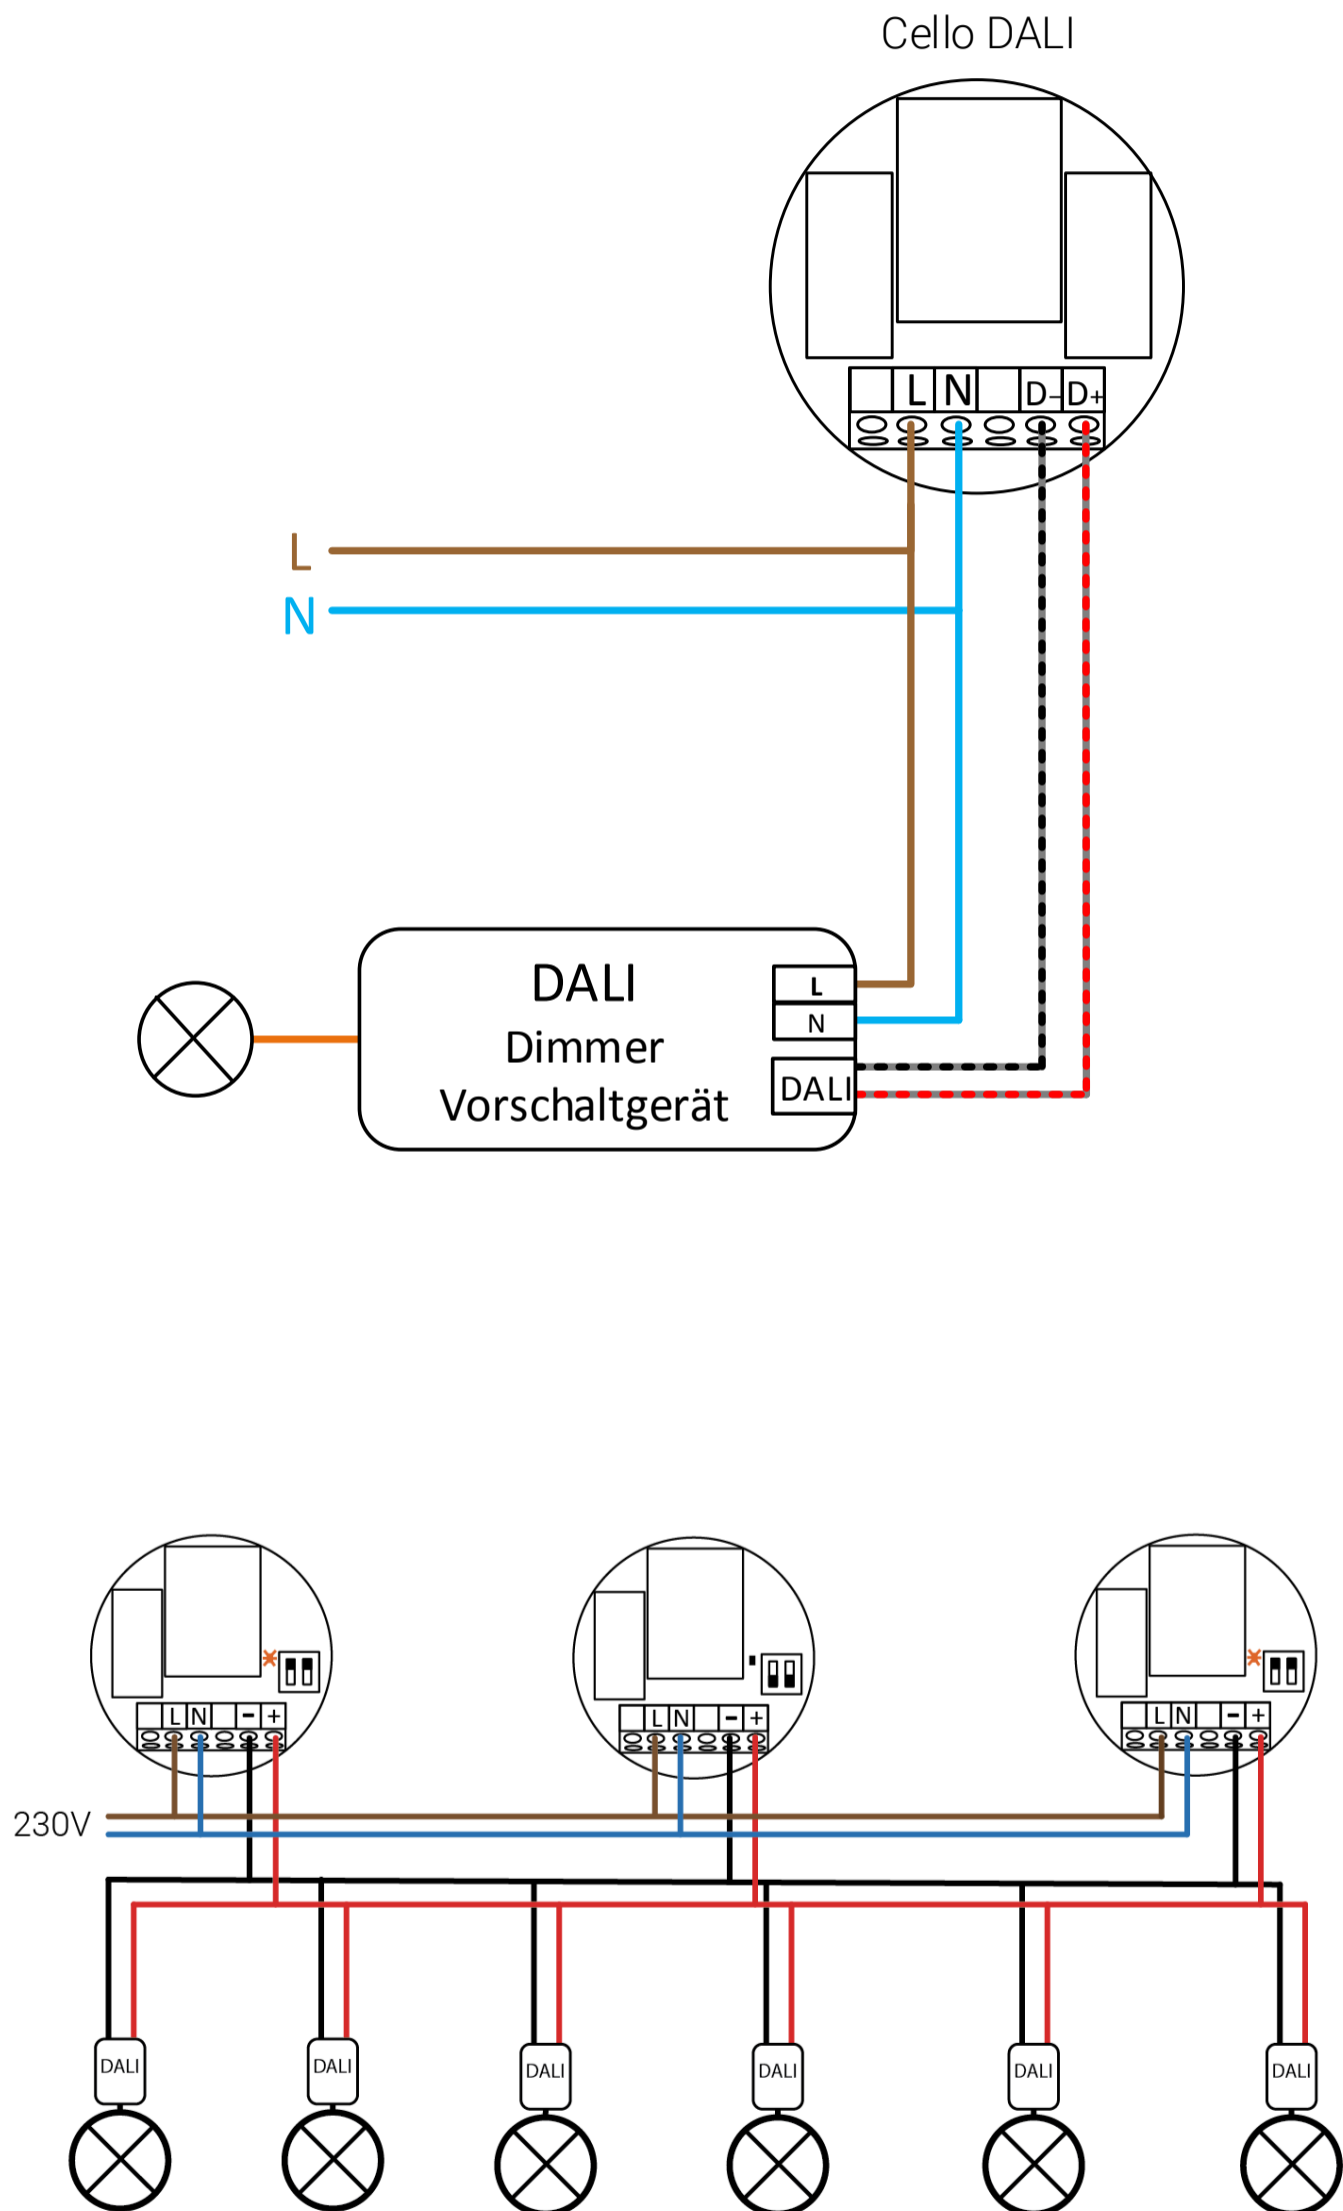 Cello DALI
L N D- D+
L
N
DALI
Dimmer
Vorschaltgerät
L
N
DALI
L N - +
L N - +
L N - +
230V
DALI
DALI
DALI
DALI
DALI
DALI